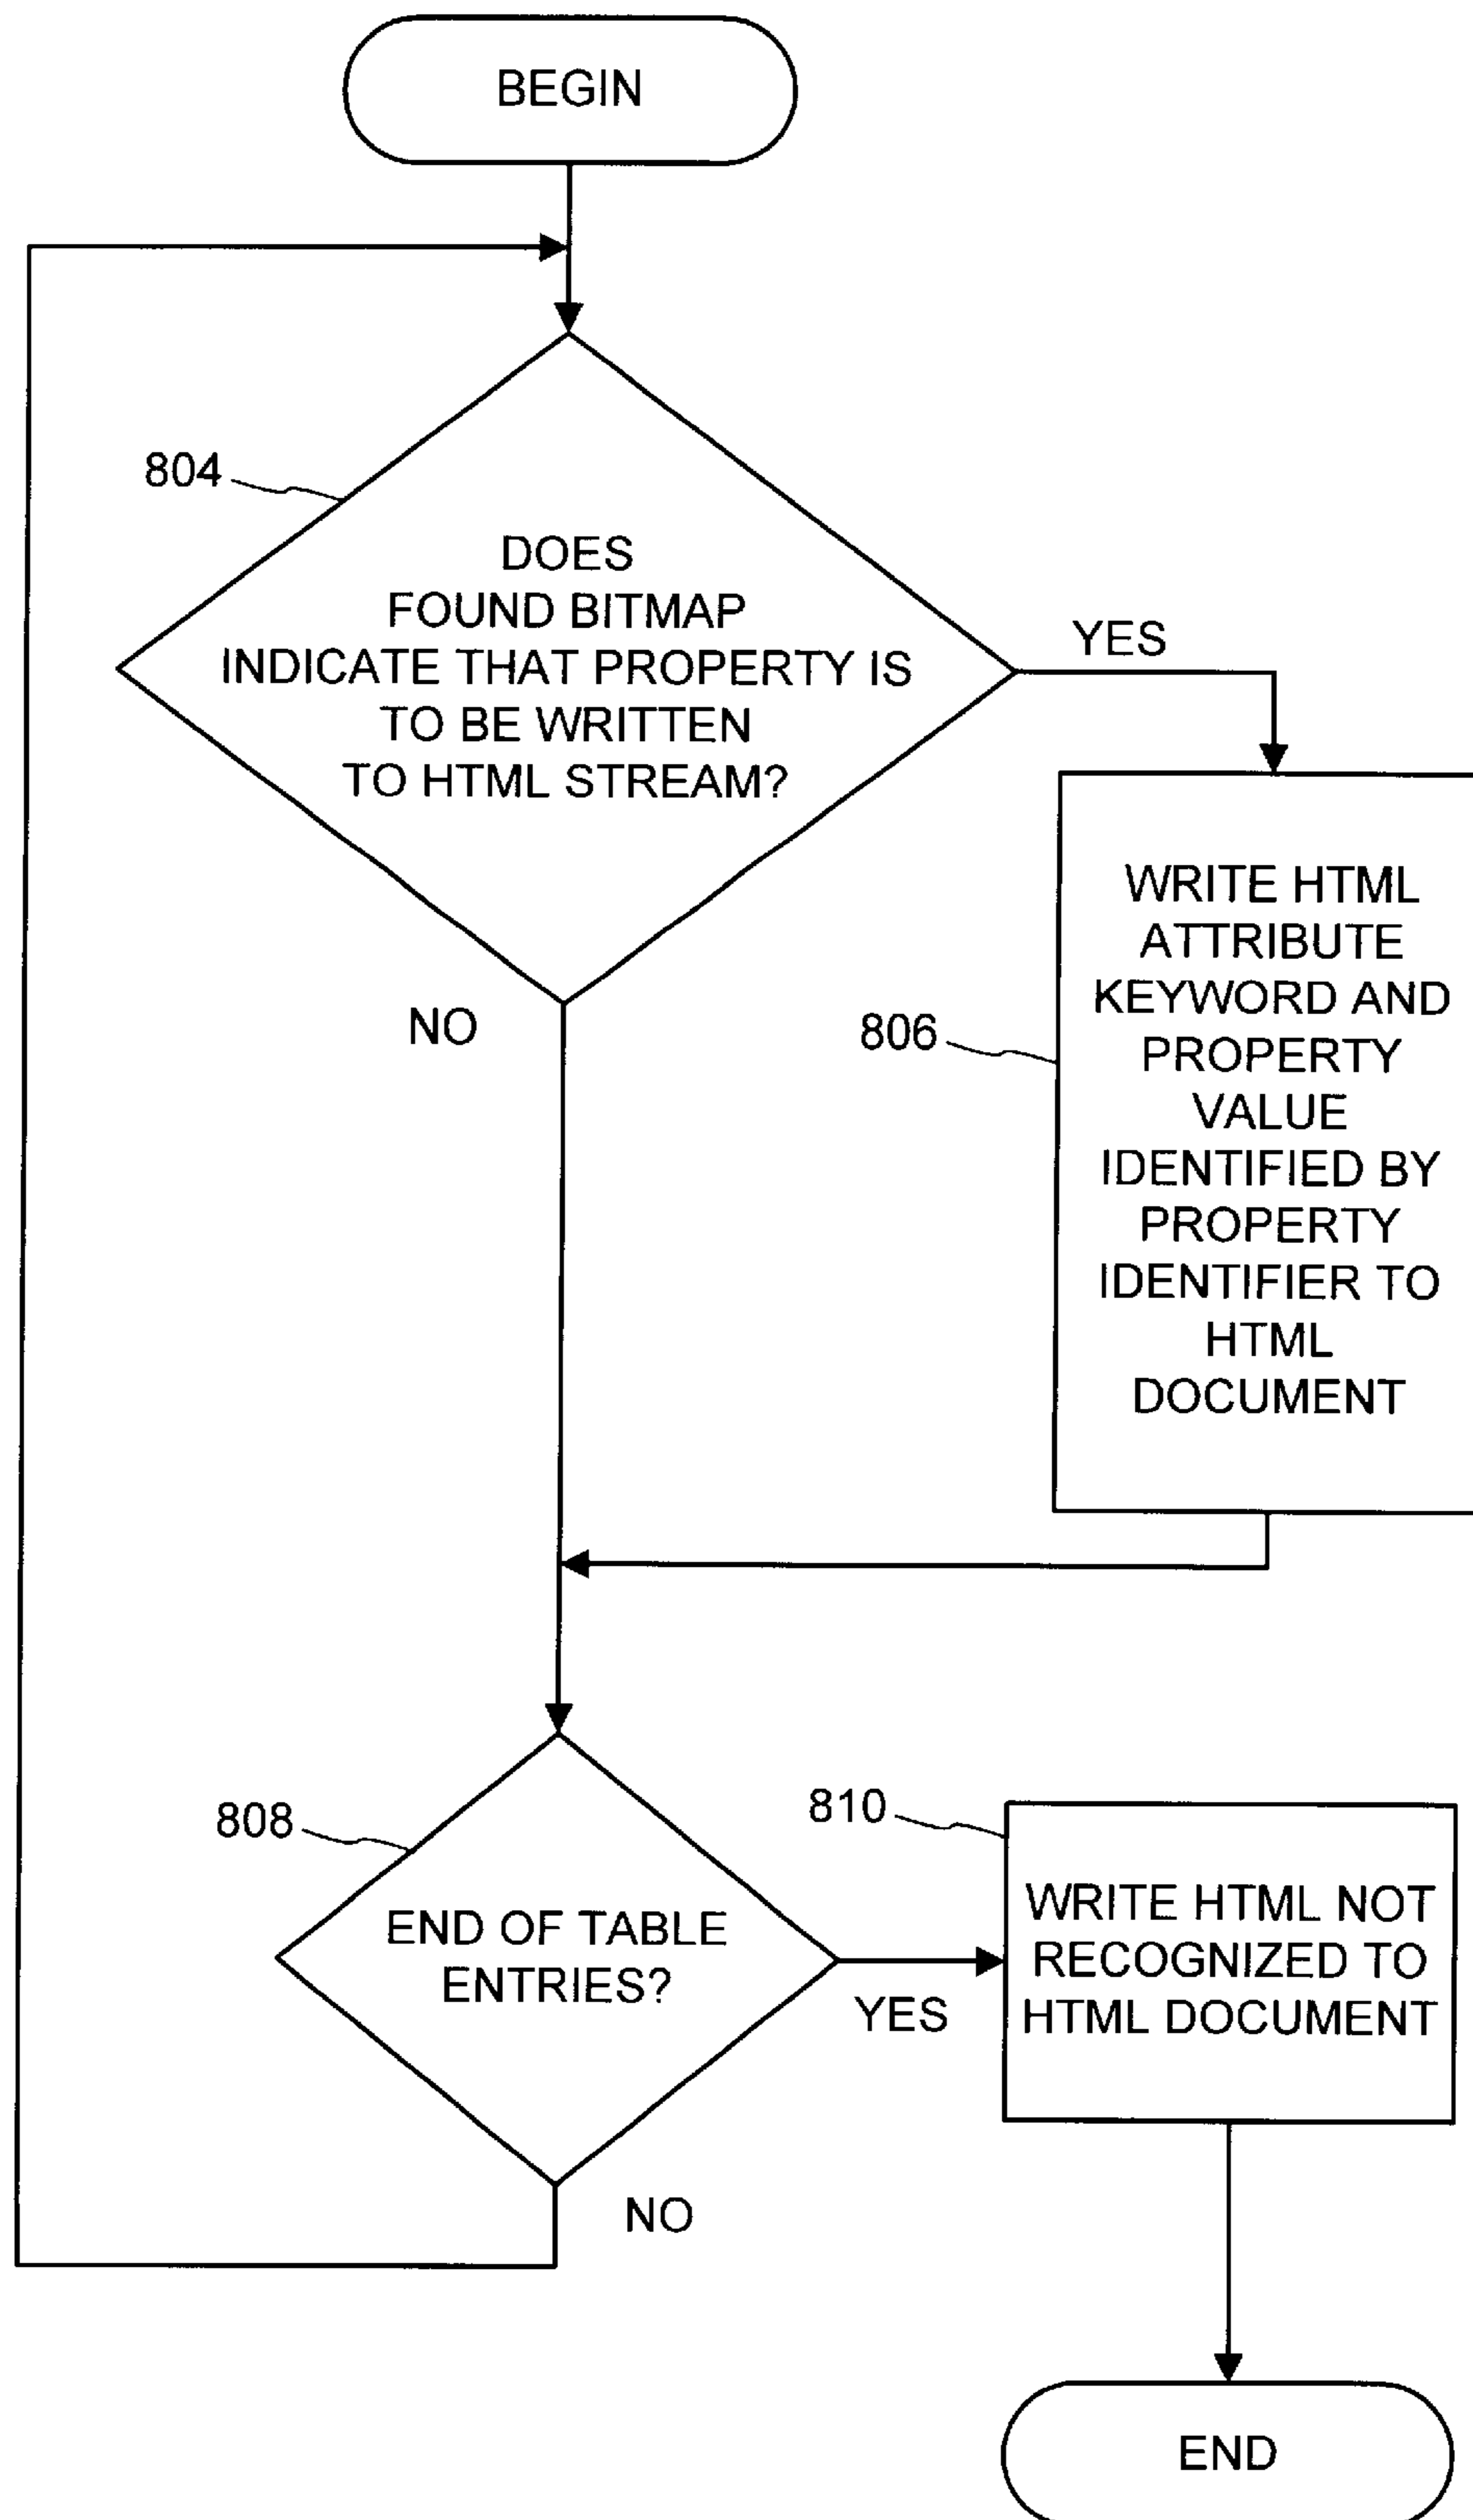 BEGIN
804
DOES
FOUND BITMAP
INDICATE THAT PROPERTY IS
TO BE WRITTEN
TO HTML STREAM?
YES
NO
806
WRITE HTML
ATTRIBUTE
KEYWORD AND
PROPERTY
VALUE
IDENTIFIED BY
PROPERTY
IDENTIFIER TO
HTML
DOCUMENT
808
END OF TABLE
ENTRIES?
YES
NO
810
WRITE HTML NOT
RECOGNIZED TO
HTML DOCUMENT
END